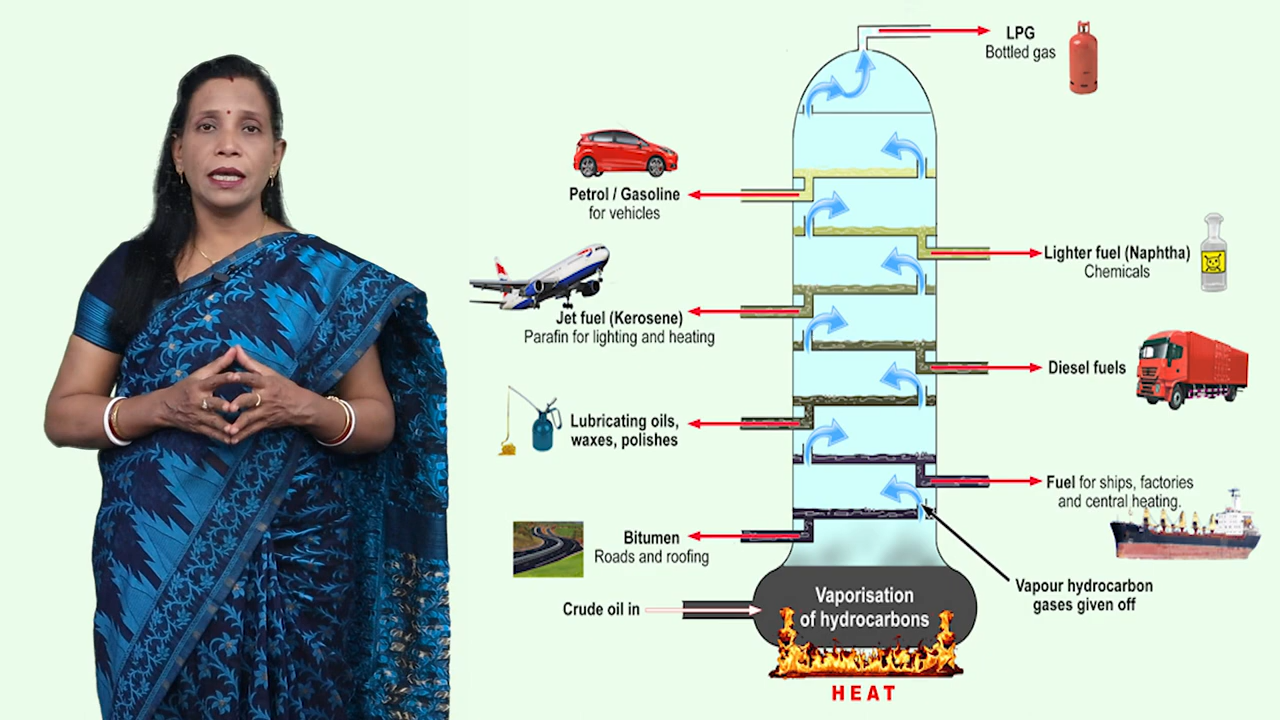 LPG
Bottled gas
Petrol / Gasoline
for vehicles
Lighter fuel (Naphtha)
Chemicals
Jet fuel (Kerosene)
Parafin for lighting and heating
Diesel fuels
Lubricating oils,
waxes, polishes
Fuel for ships, factories
and central heating.
Bitumen
Roads and roofing
Vapour hydrocarbon
gases given off
Crude oil in
Vaporisation
of hydrocarbons
HEAT